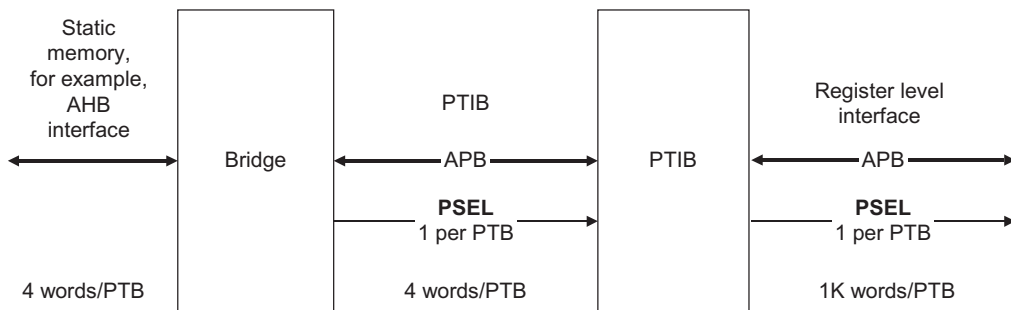 Static
memory,
for example,
AHB
interface
Bridge
PTIB
APB
PSEL
1 per PTB
PTIB
Register level
interface
APB
PSEL
1 per PTB
4 words/PTB
4 words/PTB
1K words/PTB